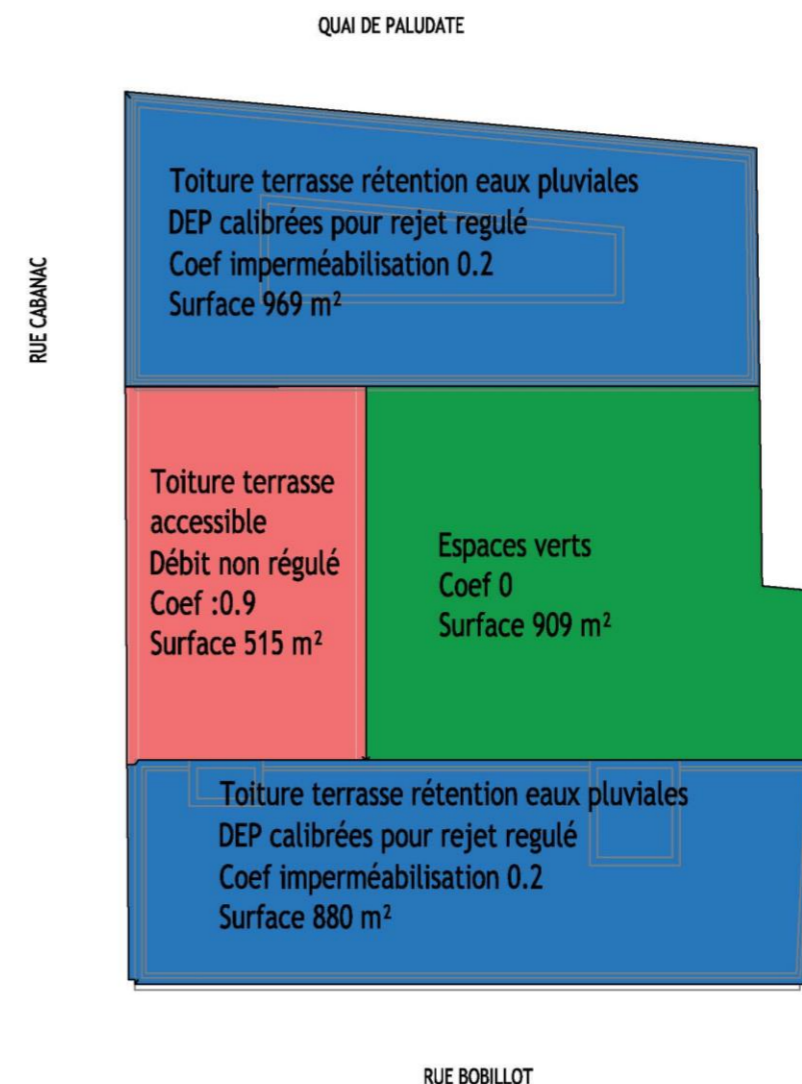 QUAI DE PALUDATE
RUE CABANAC
Toiture terrasse rétention eaux pluviales
DEP calibrées pour rejet regulé
Coef imperméabilisation 0.2
Surface 969 m²
Toiture terrasse
accessible
Débit non régulé
Coef :0.9
Surface 515 m²
Espaces verts
Coef 0
Surface 909 m²
Toiture terrasse rétention eaux pluviales
DEP calibrées pour rejet regulé
Coef imperméabilisation 0.2
Surface 880 m²
RUE BOBILLOT